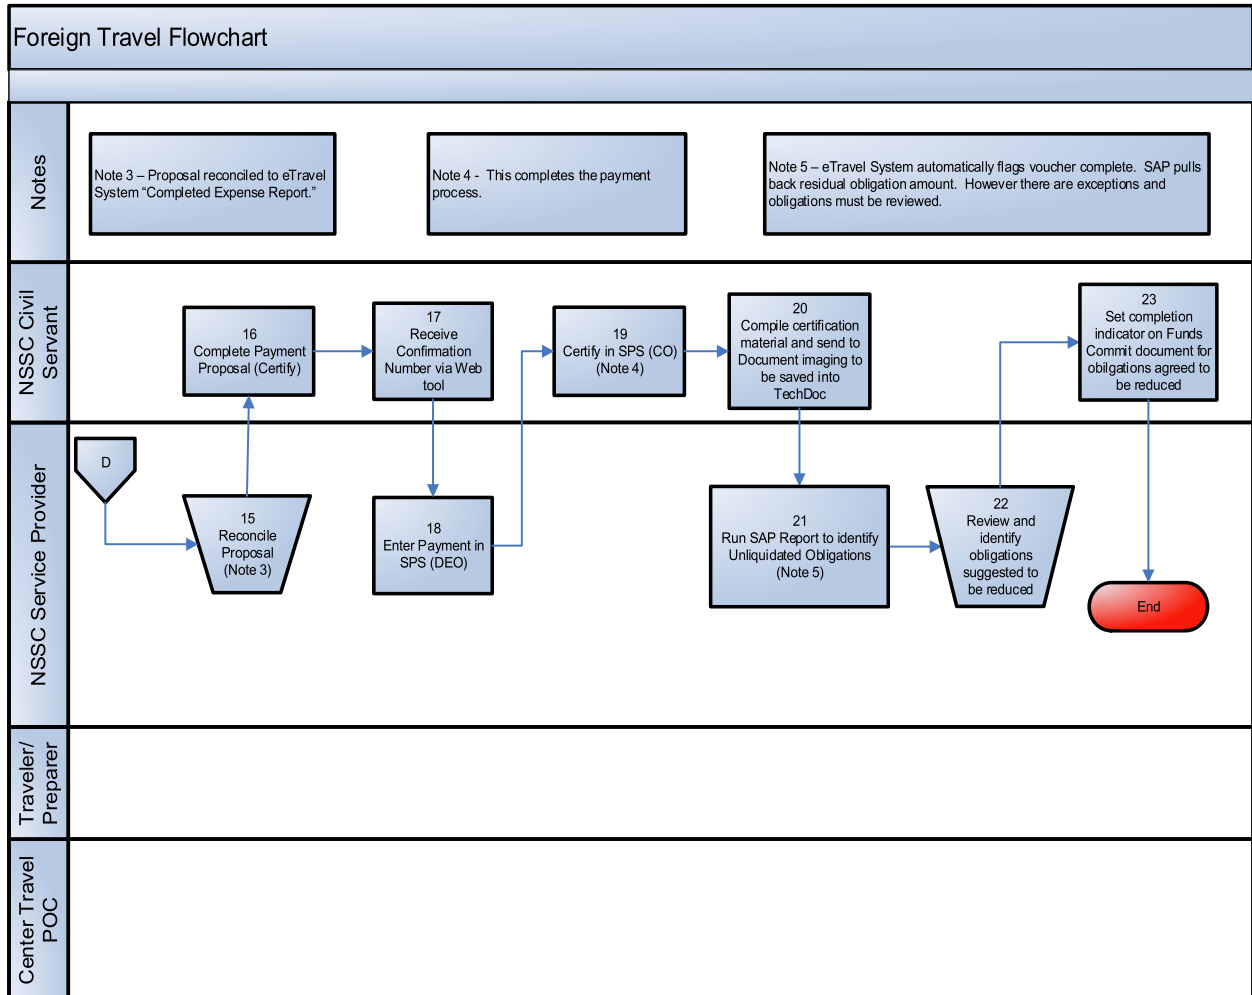 Foreign Travel Flowchart
Notes
Note 3 – Proposal reconciled to eTravel
System “Completed Expense Report.”
Note 4 -  This completes the payment
process.
Note 5 – eTravel System automatically flags voucher complete.  SAP pulls
back residual obligation amount.  However there are exceptions and
obligations must be reviewed.
NSSC Civil
Servant
16
Complete Payment
Proposal (Certify)
17
Receive
Confirmation
Number via Web
tool
19
Certify in SPS (CO)
(Note 4)
20
Compile certification
material and send to
Document imaging to
be saved into
TechDoc
23
Set completion
indicator on Funds
Commit document for
obilgations agreed to
be reduced
NSSC Service Provider
D
15
Reconcile
Proposal
(Note 3)
18
Enter Payment in
SPS (DEO)
21
Run SAP Report to identify
Unliquidated Obligations
(Note 5)
22
Review and
identify
obligations
suggested to
be reduced
End
Traveler/
Preparer
Center Travel
POC